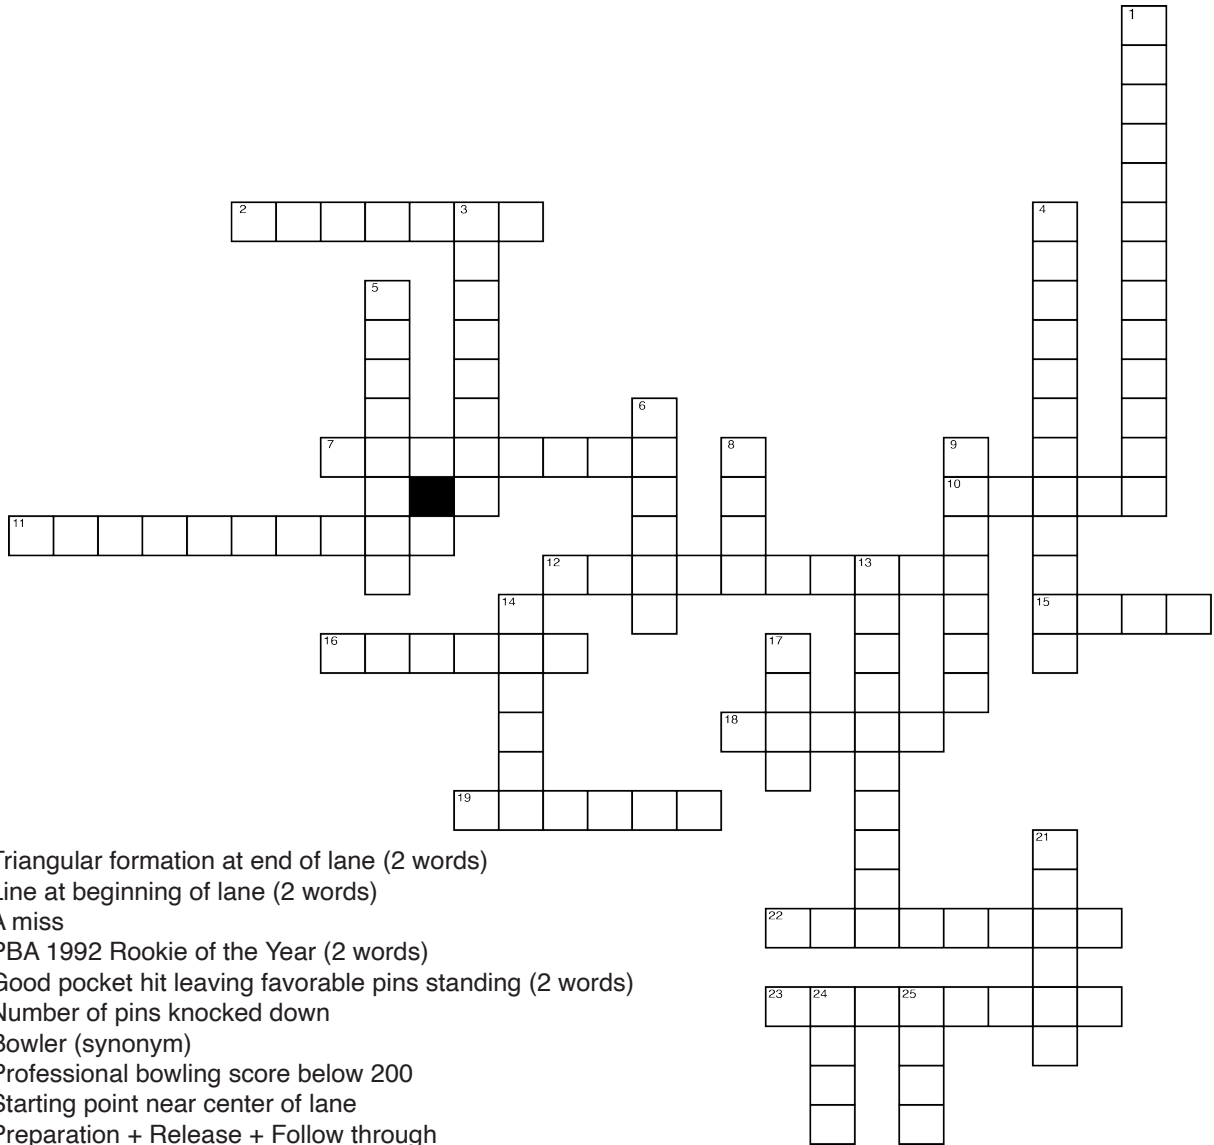 1
2 3 4
5
6
7 8 9
10
11
12 13
14 15
16 17
18
19
21
22
23 24 25
Triangular formation at end of lane (2 words)
Line at beginning of lane (2 words)
A miss
PBA 1992 Rookie of the Year (2 words)
Good pocket hit leaving favorable pins standing (2 words)
Number of pins knocked down
Bowler (synonym)
Professional bowling score below 200
Starting point near center of lane
Preparation + Release + Follow through